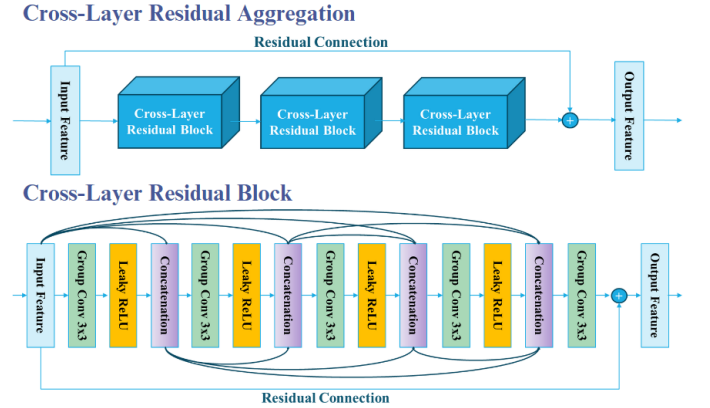 Cross-Layer Residual Aggregation
Residual Connection
Input Feature
Cross-Layer
Residual Block
Cross-Layer
Residual Block
Cross-Layer
Residual Block
+
Output Feature
Cross-Layer Residual Block
Input Feature
Group Conv 3x3
Leaky ReLU
Concatenation
Group Conv 3x3
Leaky ReLU
Concatenation
Group Conv 3x3
Leaky ReLU
Concatenation
Group Conv 3x3
Leaky ReLU
Concatenation
Group Conv 3x3
+
Output Feature
Residual Connection